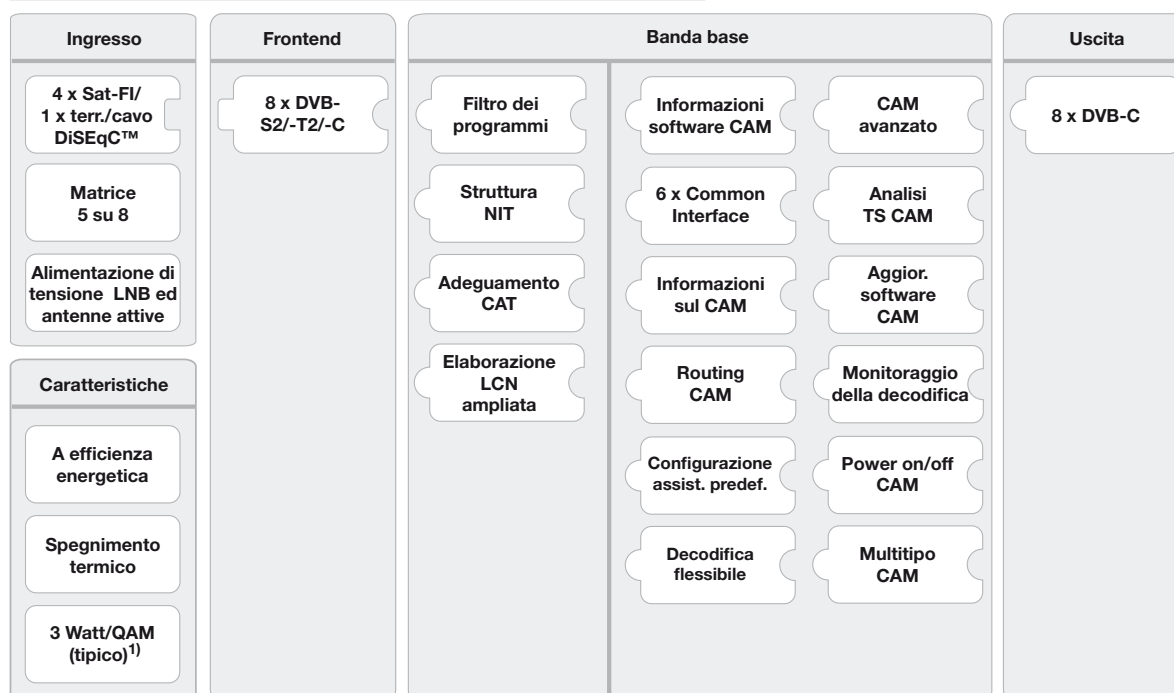 Ingresso
4 x Sat-FI/
1 x terr./cavo
DiSEqC™
Matrice
5 su 8
Alimentazione di
tensione LNB ed
antenne attive
Caratteristiche
A efficienza
energetica
Spegnimento
termico
3 Watt/QAM
(tipico)1)
Frontend
8 x DVB-
S2/-T2/-C
Banda base
Filtro dei
programmi
Struttura
NIT
Adeguamento
CAT
Elaborazione
LCN
ampliata
Informazioni
software CAM
6 x Common
Interface
Informazioni
sul CAM
Routing
CAM
Configurazione
assist. predef.
Decodifica
flessibile
CAM
avanzato
Analisi
TS CAM
Aggior.
software
CAM
Monitoraggio
della decodifica
Power on/off
CAM
Multitipo
CAM
Uscita
8 x DVB-C